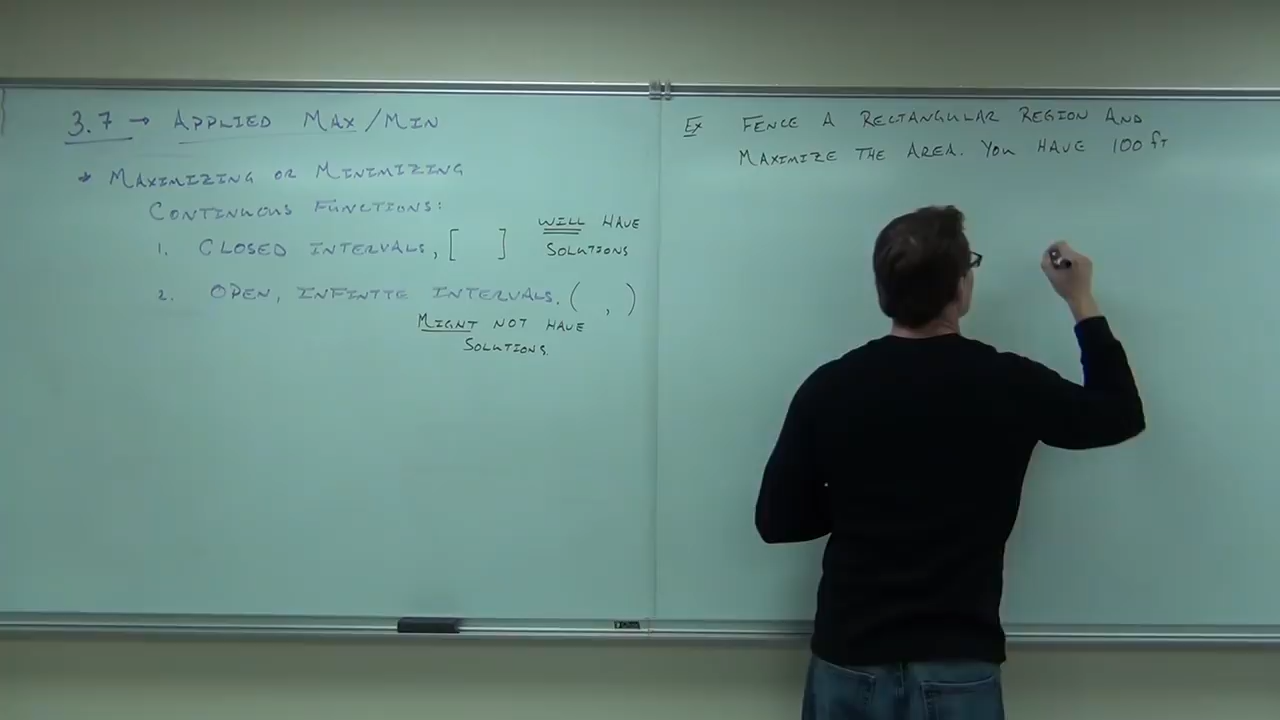 3.7 → APPLIED MAX/MIN
* MAXIMIZING OR MINIMIZING
CONTINUOUS FUNCTIONS:
1. CLOSED INTERVALS, [ ] WILL HAVE
SOLUTIONS
2. OPEN, INFINITE INTERVALS. ( , )
MIGHT NOT HAVE
SOLUTIONS.
EX FENCE A RECTANGULAR REGION AND
MAXIMIZE THE AREA. YOU HAVE 100 ft